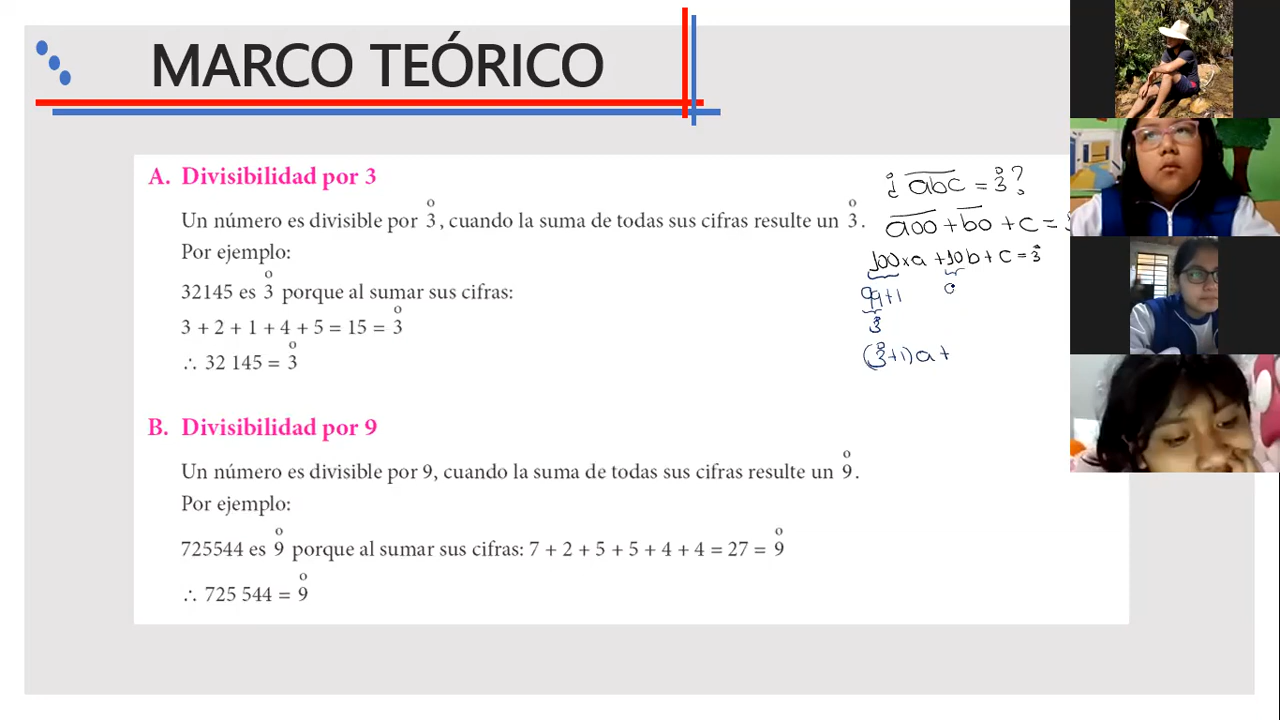 MARCO TEÓRICO
A. Divisibilidad por 3
Un número es divisible por 3̊, cuando la suma de todas sus cifras resulte un 3̊.
Por ejemplo:
32145 es 3̊ porque al sumar sus cifras:
3 + 2 + 1 + 4 + 5 = 15 = 3̊
∴ 32 145 = 3̊
B. Divisibilidad por 9
Un número es divisible por 9, cuando la suma de todas sus cifras resulte un 9̊.
Por ejemplo:
725544 es 9̊ porque al sumar sus cifras: 7 + 2 + 5 + 5 + 4 + 4 = 27 = 9̊
∴ 725 544 = 9̊
¿ abc = 3̊ ?
a00 + b0 + c =
100×a + 10b + c = 3̊
99+1
3̊
(3̊+1)a +